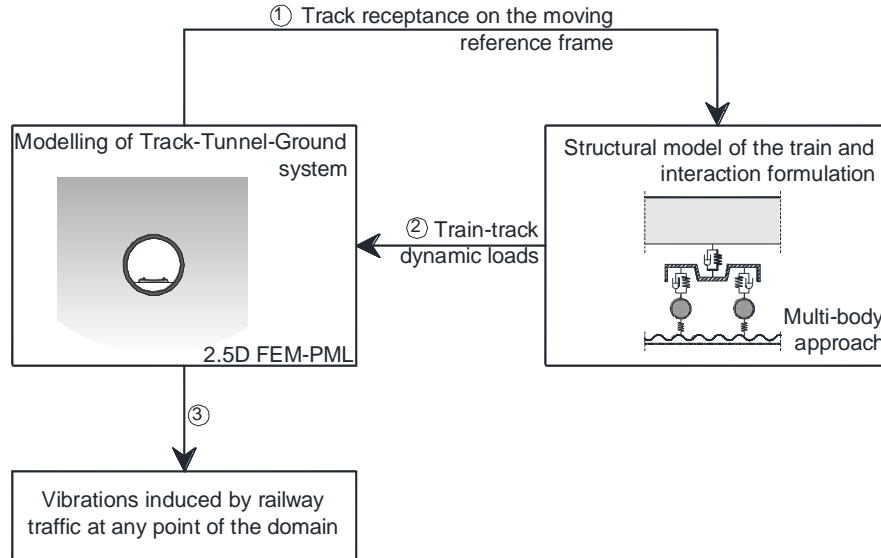 ① Track receptance on the moving
reference frame
Modelling of Track-Tunnel-Ground
system
2.5D FEM-PML
Structural model of the train and
interaction formulation
Multi-body
approach
② Train-track
dynamic loads
③
Vibrations induced by railway
traffic at any point of the domain